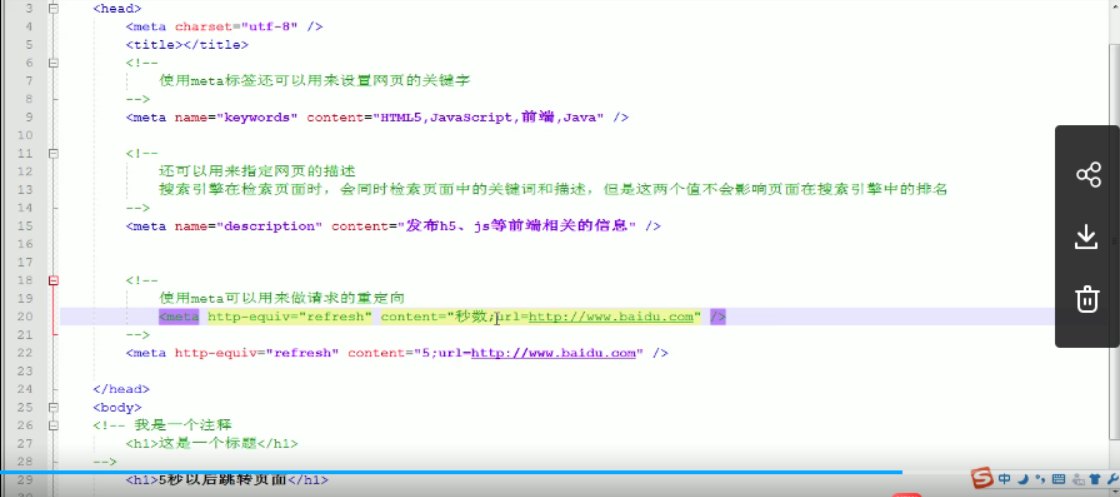 3 <head>
4 <meta charset="utf-8" />
5 <title></title>
6 <!--
7 使用meta标签还可以用来设置网页的关键字
8 -->
9 <meta name="keywords" content="HTML5,JavaScript,前端,Java" />
10
11 <!--
12 还可以用来指定网页的描述
13 搜索引擎在检索页面时，会同时检索页面中的关键词和描述，但是这两个值不会影响页面在搜索引擎中的排名
14 -->
15 <meta name="description" content="发布h5、js等前端相关的信息" />
16
17
18 <!--
19 使用meta可以用来做请求的重定向
20 <meta http-equiv="refresh" content="秒数;url=http://www.baidu.com" />
21 -->
22 <meta http-equiv="refresh" content="5;url=http://www.baidu.com" />
23
24 </head>
25 <body>
26 <!-- 我是一个注释
27 <h1>这是一个标题</h1>
28 -->
29 <h1>5秒以后跳转页面</h1>
S 中